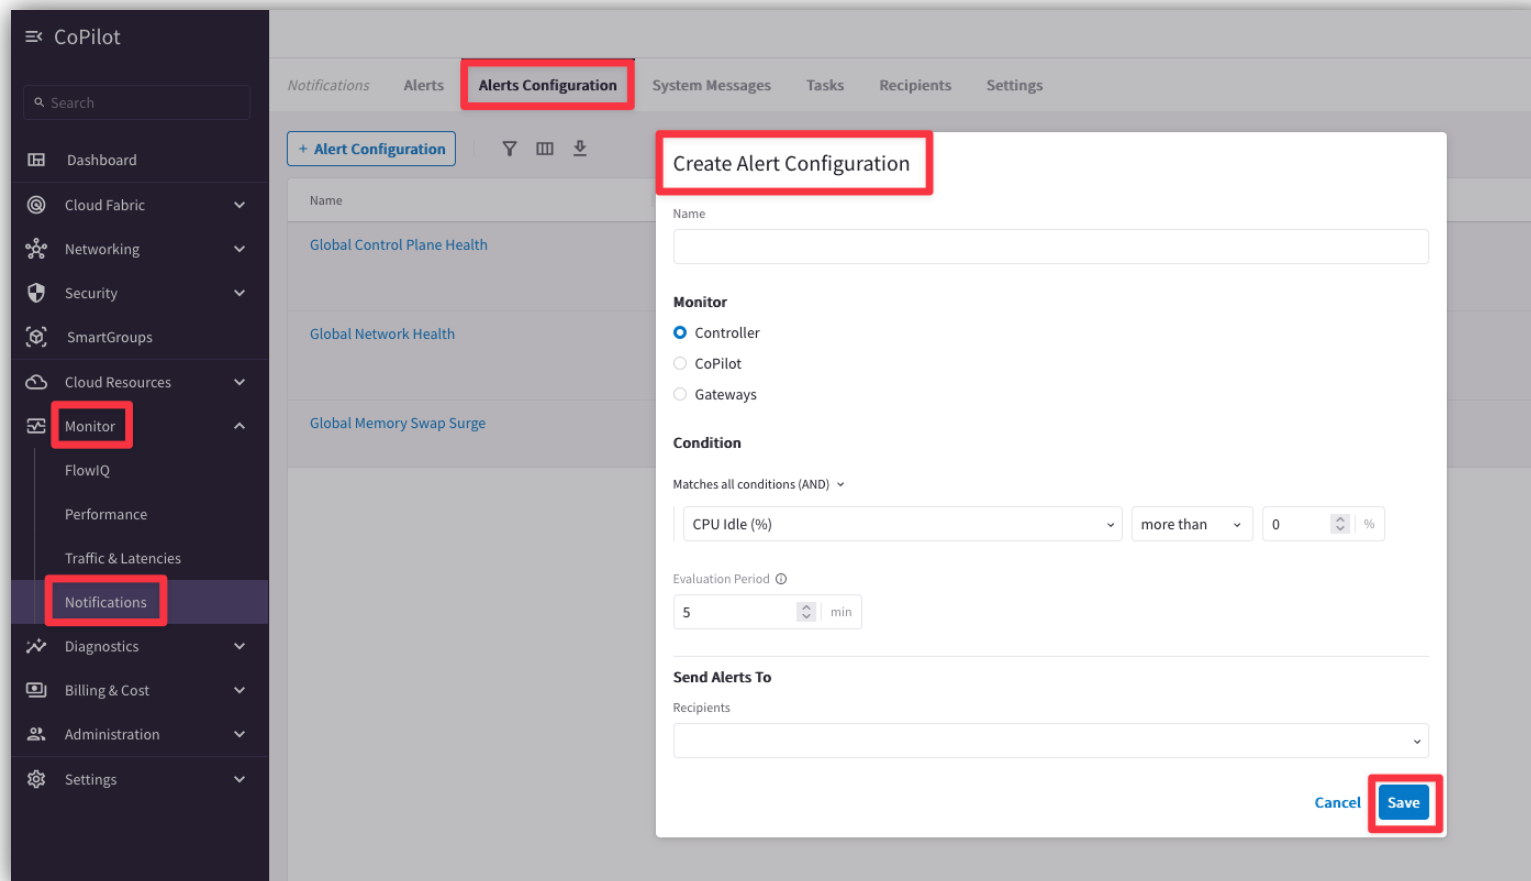 CoPilot
Search
Dashboard
Cloud Fabric
Networking
Security
SmartGroups
Cloud Resources
Monitor
FlowIQ
Performance
Traffic & Latencies
Notifications
Diagnostics
Billing & Cost
Administration
Settings
Notifications Alerts Alerts Configuration System Messages Tasks Recipients Settings
+ Alert Configuration
Name
Global Control Plane Health
Global Network Health
Global Memory Swap Surge
Create Alert Configuration
Name
Monitor
Controller
CoPilot
Gateways
Condition
Matches all conditions (AND)
CPU Idle (%) more than 0 %
Evaluation Period
5 min
Send Alerts To
Recipients
Cancel Save